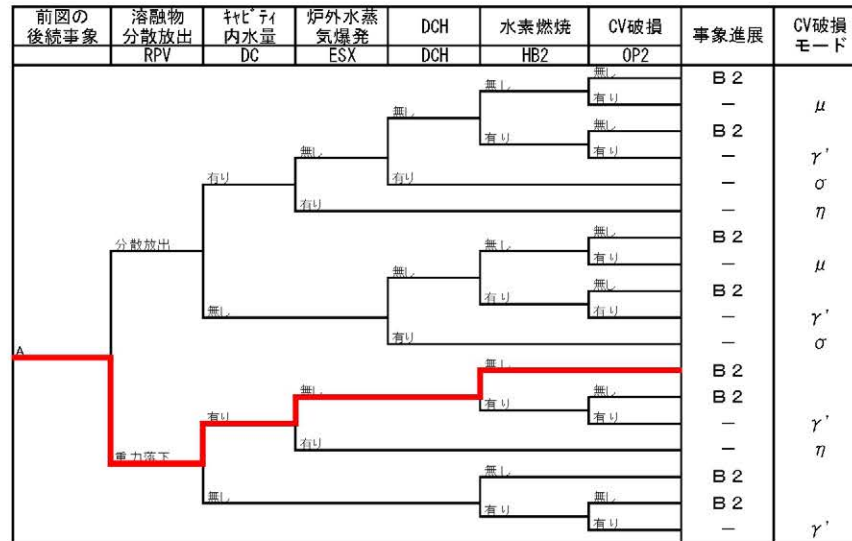 前図の後続事象 溶融物分散放出 ｷｬﾋﾞﾃｨ内水量 炉外水蒸気爆発 DCH 水素燃焼 CV破損 事象進展 CV破損モード
RPV DC ESX DCH HB2 OP2
無し B2
無し
有り － μ
無し
無し B2
有り
有り － γ'
無し
有り 有り － σ
有り － η
分散放出
無し B2
無し
有り － μ
無し
無し B2
有り
無し 有り － γ'
有り － σ
A
無し B2
無し 無し B2
有り
有り 有り － γ'
有り － η
重力落下
無し B2
無し 無し B2
有り
有り － γ'